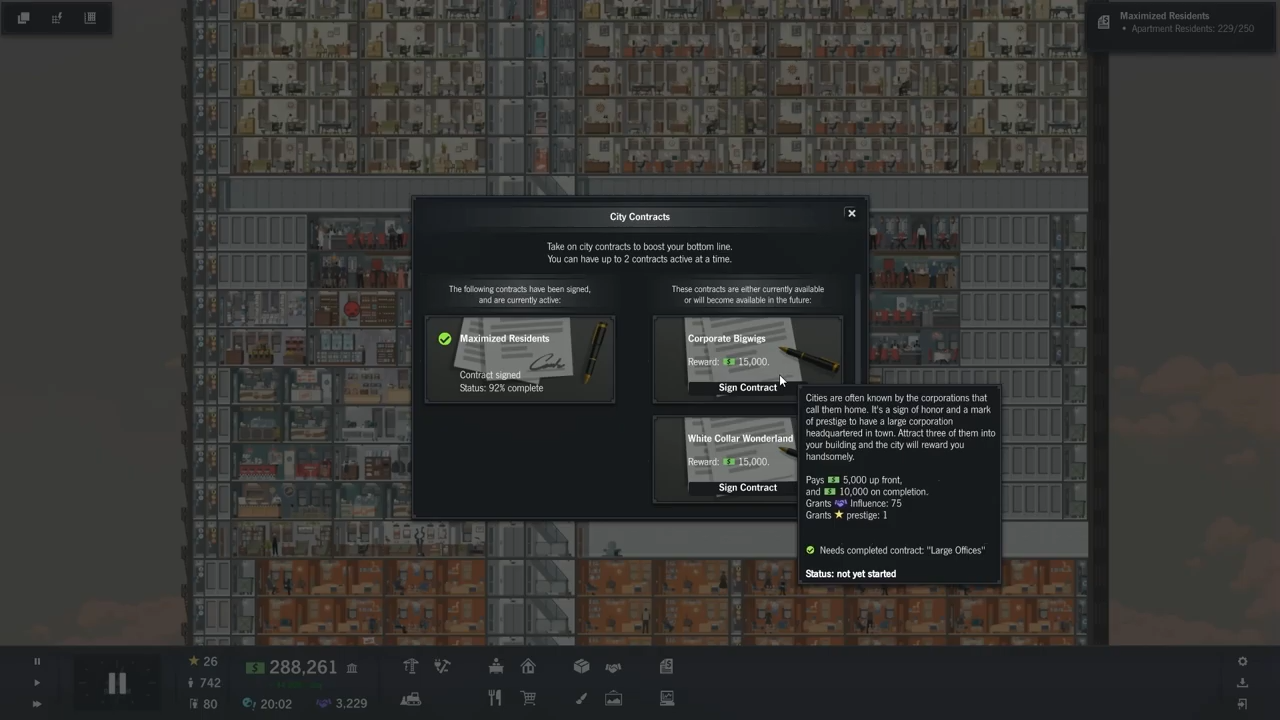 Maximized Residents
• Apartment Residents: 229/250
City Contracts
Take on city contracts to boost your bottom line.
You can have up to 2 contracts active at a time.
The following contracts have been signed,
and are currently active:
Maximized Residents
Contract signed
Status: 92% complete
These contracts are either currently available
or will become available in the future:
Corporate Bigwigs
Reward: 15,000.
Sign Contract
White Collar Wonderland
Reward: 15,000.
Sign Contract
Cities are often known by the corporations that
call them home. It's a sign of honor and a mark
of prestige to have a large corporation
headquartered in town. Attract three of them into
your building and the city will reward you
handsomely.
Pays 5,000 up front,
and 10,000 on completion.
Grants Influence: 75
Grants prestige: 1
Needs completed contract: "Large Offices"
Status: not yet started
26
742
80
288,261
20:02
3,229